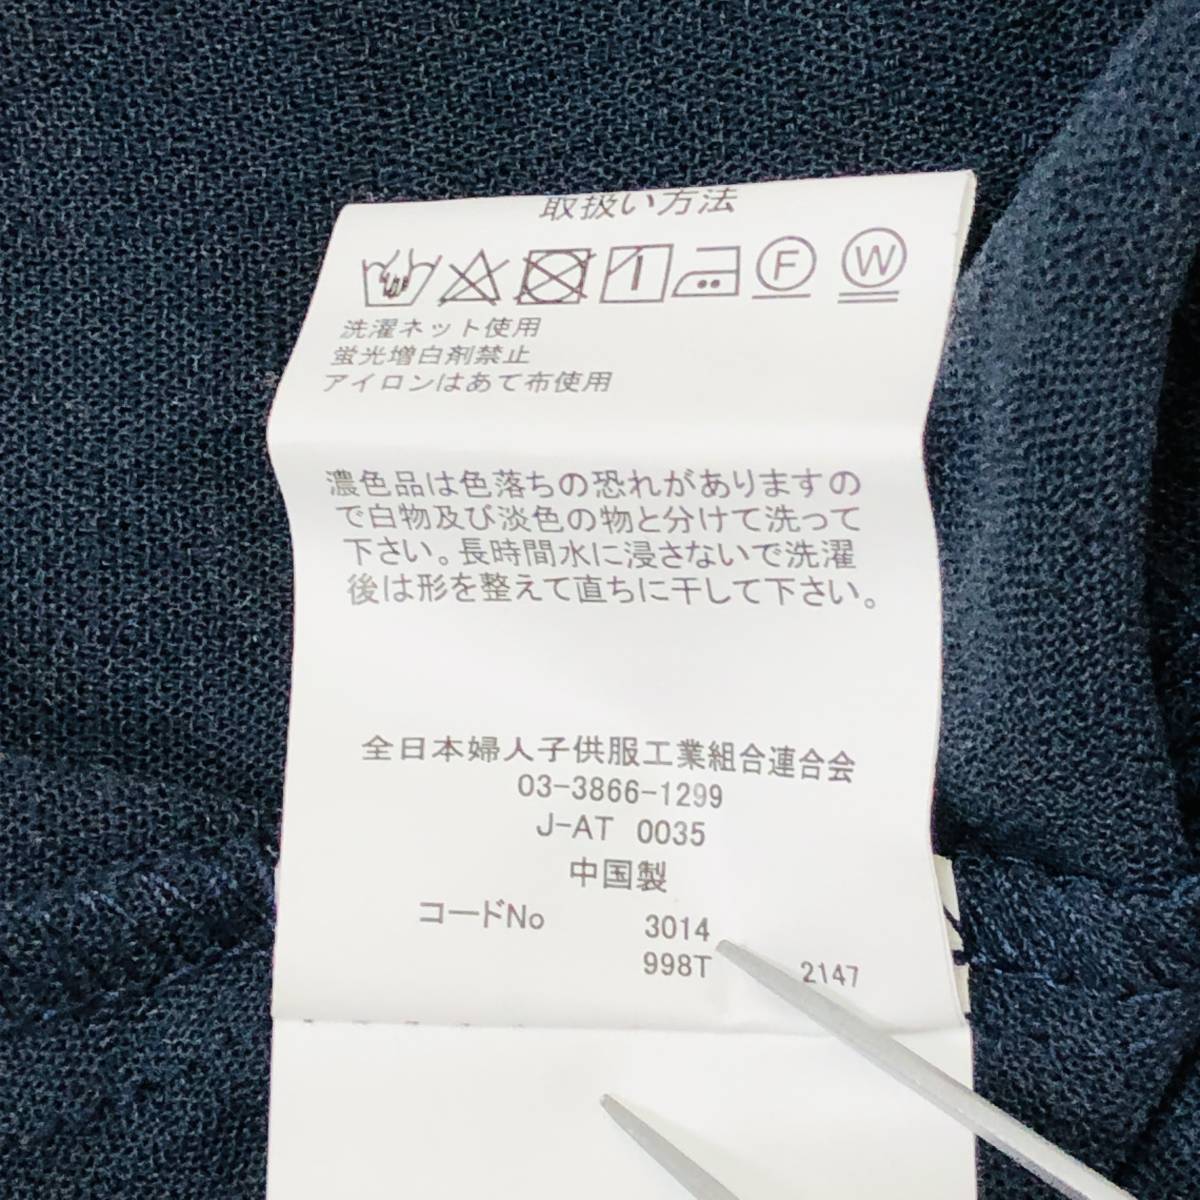 取扱い方法
F W
洗濯ネット使用
蛍光増白剤禁止
アイロンはあて布使用
濃色品は色落ちの恐れがありますの
で白物及び淡色の物と分けて洗って
下さい。長時間水に浸さないで洗濯
後は形を整えて直ちに干して下さい。
全日本婦人子供服工業組合連合会
03-3866-1299
J-AT 0035
中国製
コードNo 3014
998T 2147